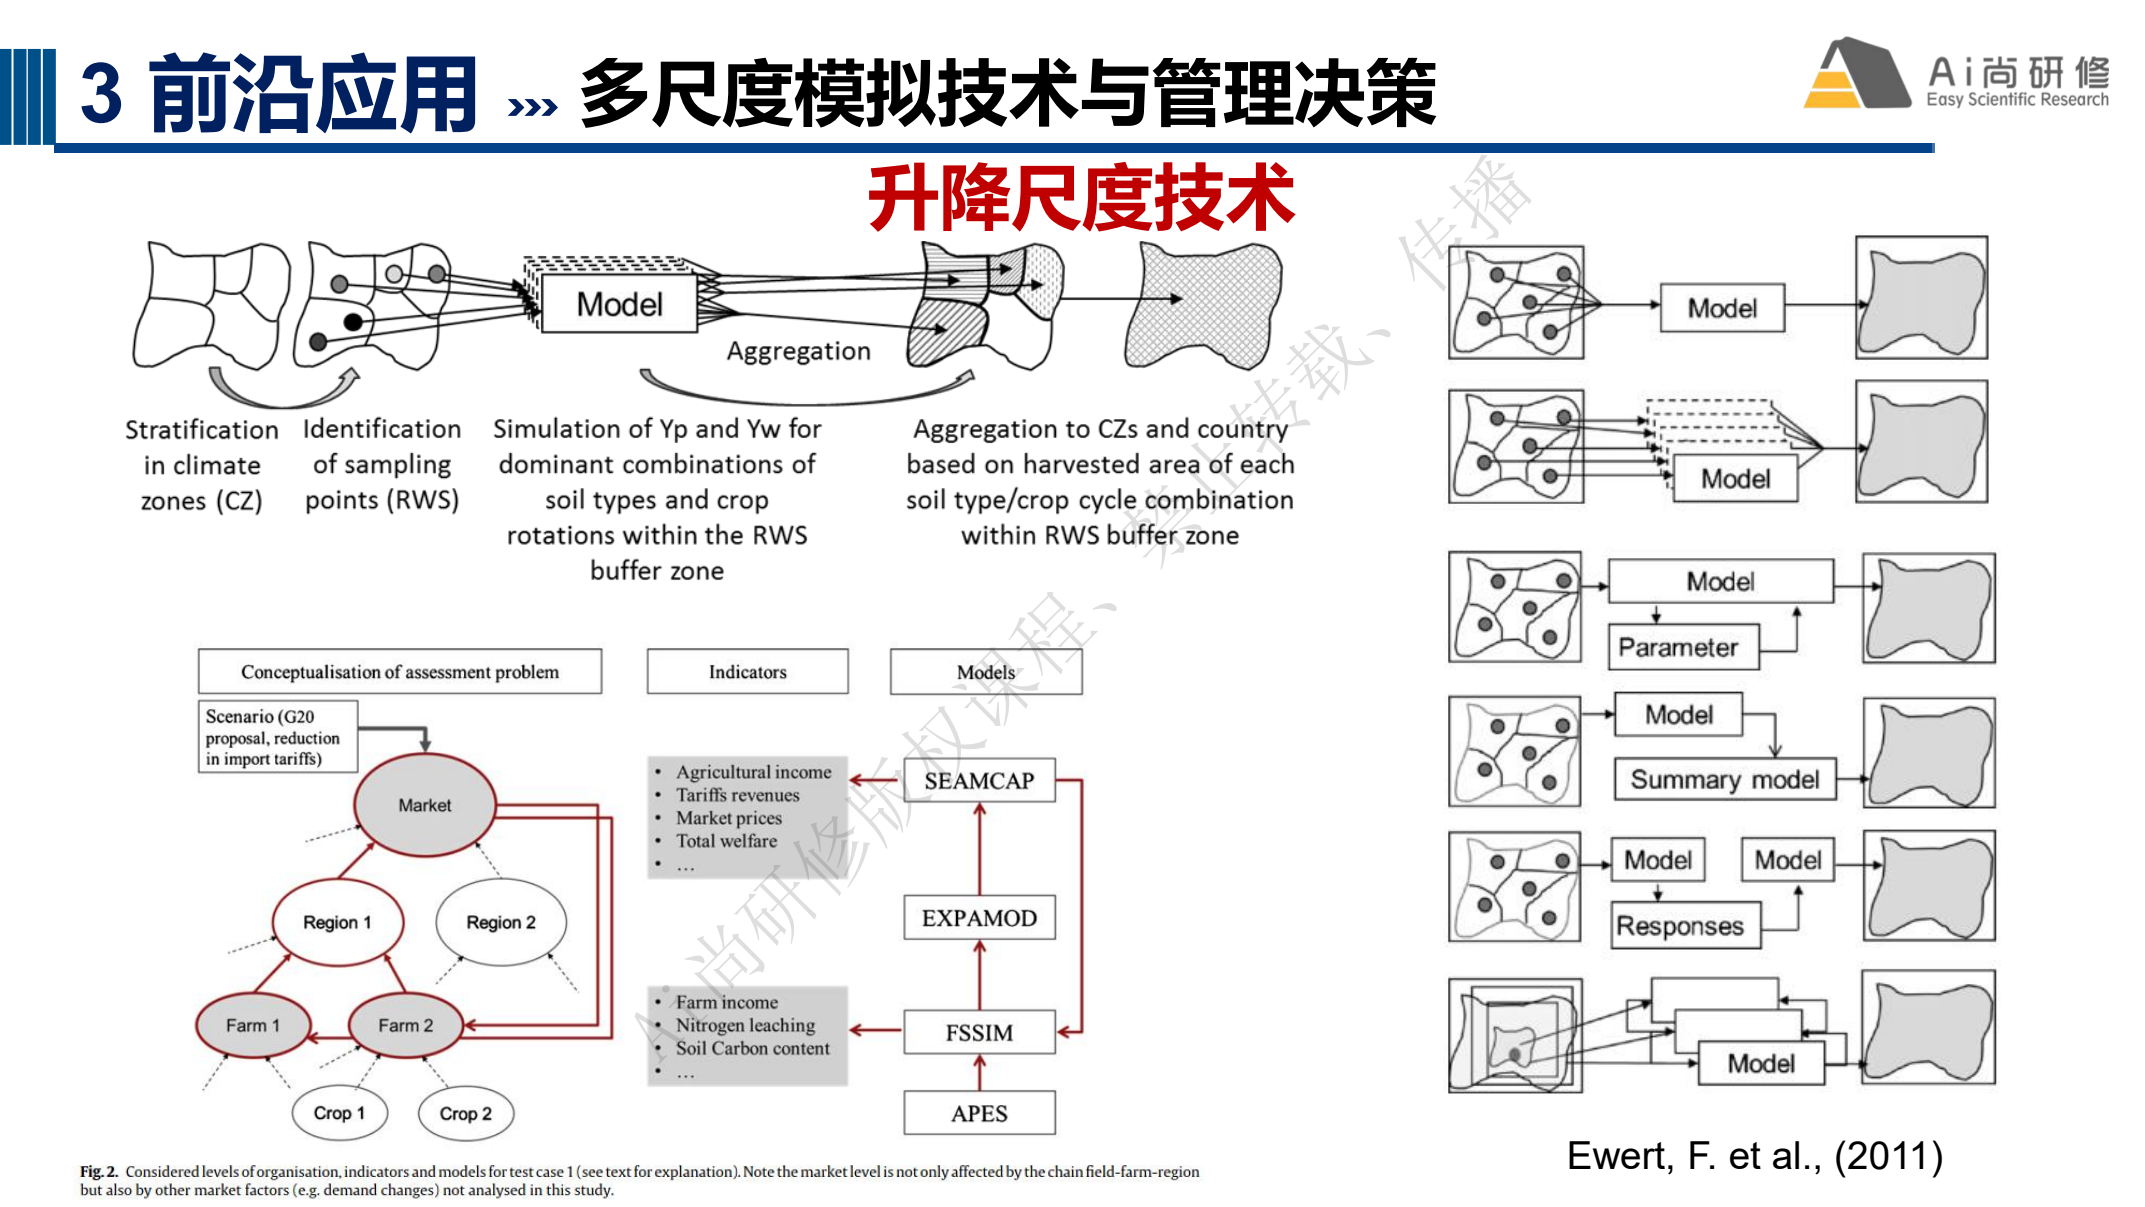 3 前沿应用 ››› 多尺度模拟技术与管理决策
Ai尚研修
Easy Scientific Research
升降尺度技术
Model
Aggregation
Stratification
in climate
zones (CZ)
Identification
of sampling
points (RWS)
Simulation of Yp and Yw for
dominant combinations of
soil types and crop
rotations within the RWS
buffer zone
Aggregation to CZs and country
based on harvested area of each
soil type/crop cycle combination
within RWS buffer zone
Conceptualisation of assessment problem
Indicators
Models
Scenario (G20
proposal, reduction
in import tariffs)
Market
Region 1
Region 2
Farm 1
Farm 2
Crop 1
Crop 2
• Agricultural income
• Tariffs revenues
• Market prices
• Total welfare
• …
• Farm income
• Nitrogen leaching
• Soil Carbon content
• …
SEAMCAP
EXPAMOD
FSSIM
APES
Fig. 2. Considered levels of organisation, indicators and models for test case 1 (see text for explanation). Note the market level is not only affected by the chain field-farm-region
but also by other market factors (e.g. demand changes) not analysed in this study.
Model
Model
Model
Parameter
Model
Summary model
Model
Model
Responses
Model
Ewert, F. et al., (2011)
Ai尚研修版权课程、禁止转载、传播